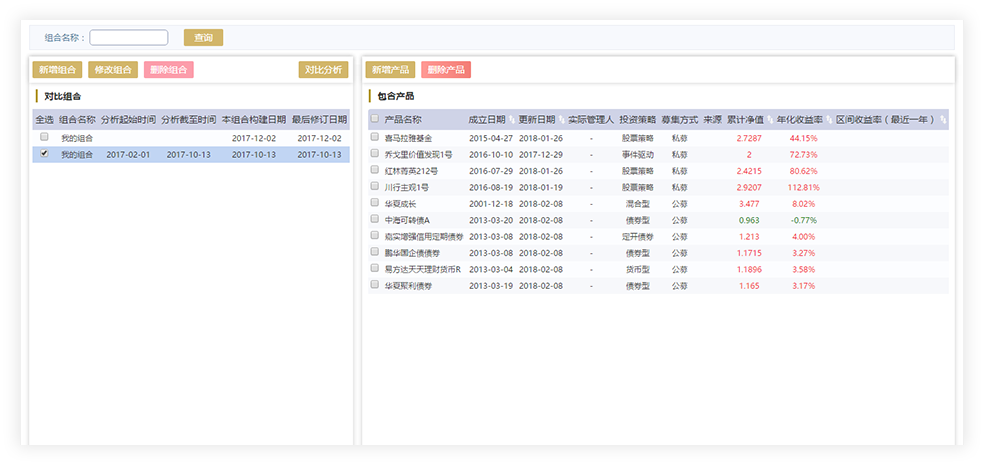 组合名称： 查询
新增组合 修改组合 删除组合 对比分析
对比组合
全选 组合名称 分析起始时间 分析截至时间 本组合构建日期 最后修订日期
我的组合 2017-12-02 2017-12-02
我的组合 2017-02-01 2017-10-13 2017-10-13 2017-10-13
新增产品 删除产品
包含产品
产品名称 成立日期 更新日期 实际管理人 投资策略 募集方式 来源 累计净值 年化收益率 区间收益率（最近一年）
喜马拉雅基金 2015-04-27 2018-01-26 - 股票策略 私募 2.7287 44.15%
乔戈里价值发现1号 2016-10-10 2017-12-29 - 事件驱动 私募 2 72.73%
红林菁英212号 2016-07-29 2018-01-26 - 股票策略 私募 2.4215 80.62%
川行主观1号 2016-08-19 2018-01-19 - 股票策略 私募 2.9207 112.81%
华夏成长 2001-12-18 2018-02-08 - 混合型 公募 3.477 8.02%
中海可转债A 2013-03-20 2018-02-08 - 债券型 公募 0.963 -0.77%
嘉实增强信用定期债券 2013-03-08 2018-02-08 - 定开债券 公募 1.213 4.00%
鹏华国企债债券 2013-03-08 2018-02-08 - 债券型 公募 1.1715 3.27%
易方达天天理财货币R 2013-03-04 2018-02-08 - 货币型 公募 1.1896 3.58%
华夏聚利债券 2013-03-19 2018-02-08 - 债券型 公募 1.165 3.17%